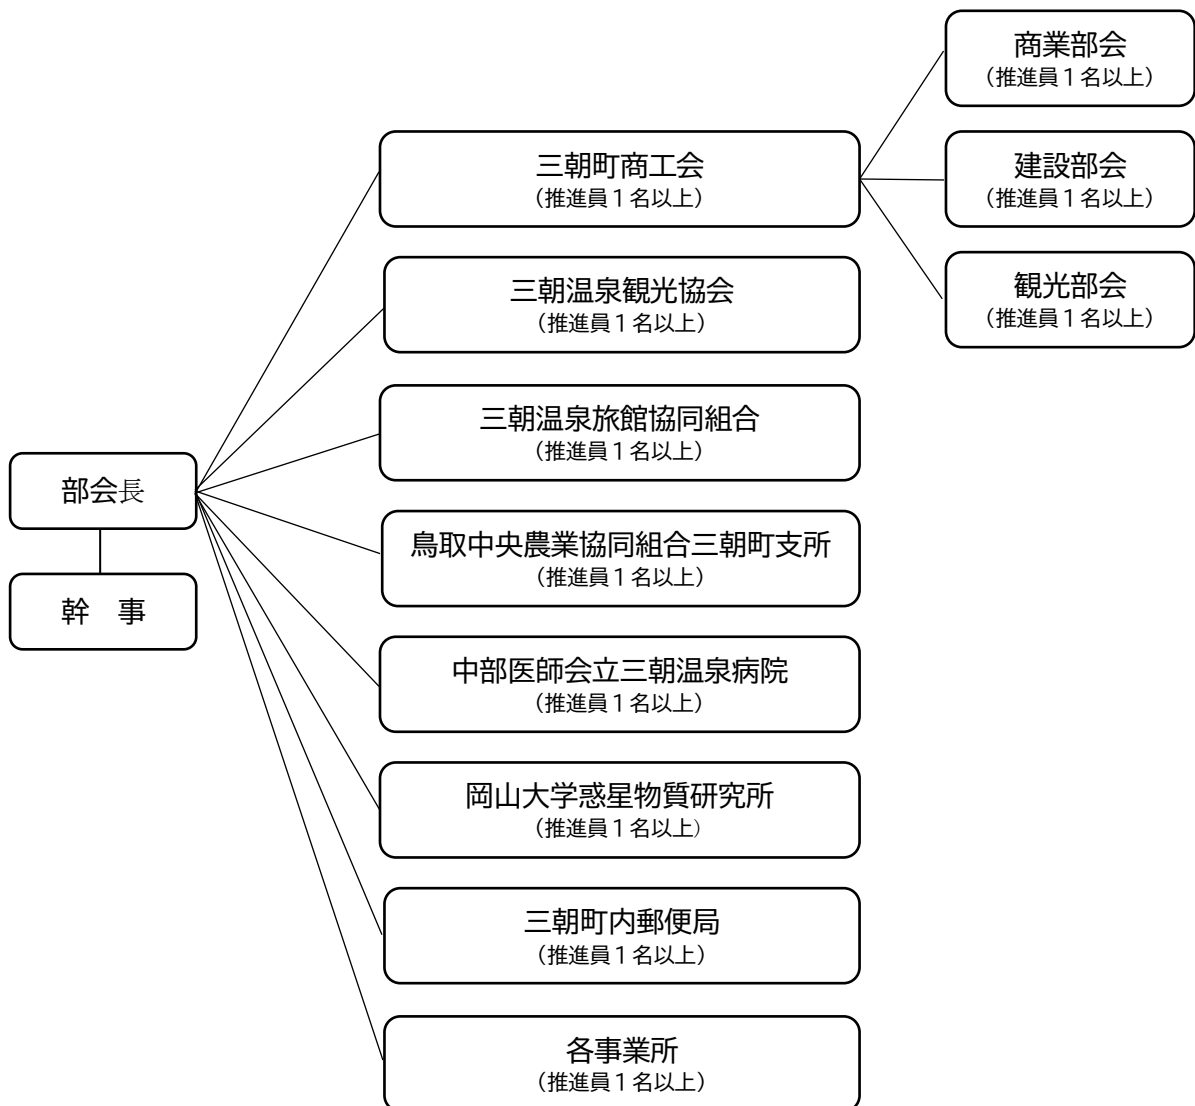 商業部会
（推進員１名以上）
建設部会
（推進員１名以上）
観光部会
（推進員１名以上）
三朝町商工会
（推進員１名以上）
三朝温泉観光協会
（推進員１名以上）
三朝温泉旅館協同組合
（推進員１名以上）
鳥取中央農業協同組合三朝町支所
（推進員１名以上）
中部医師会立三朝温泉病院
（推進員１名以上）
岡山大学惑星物質研究所
（推進員１名以上）
三朝町内郵便局
（推進員１名以上）
各事業所
（推進員１名以上）
部会長
幹　事